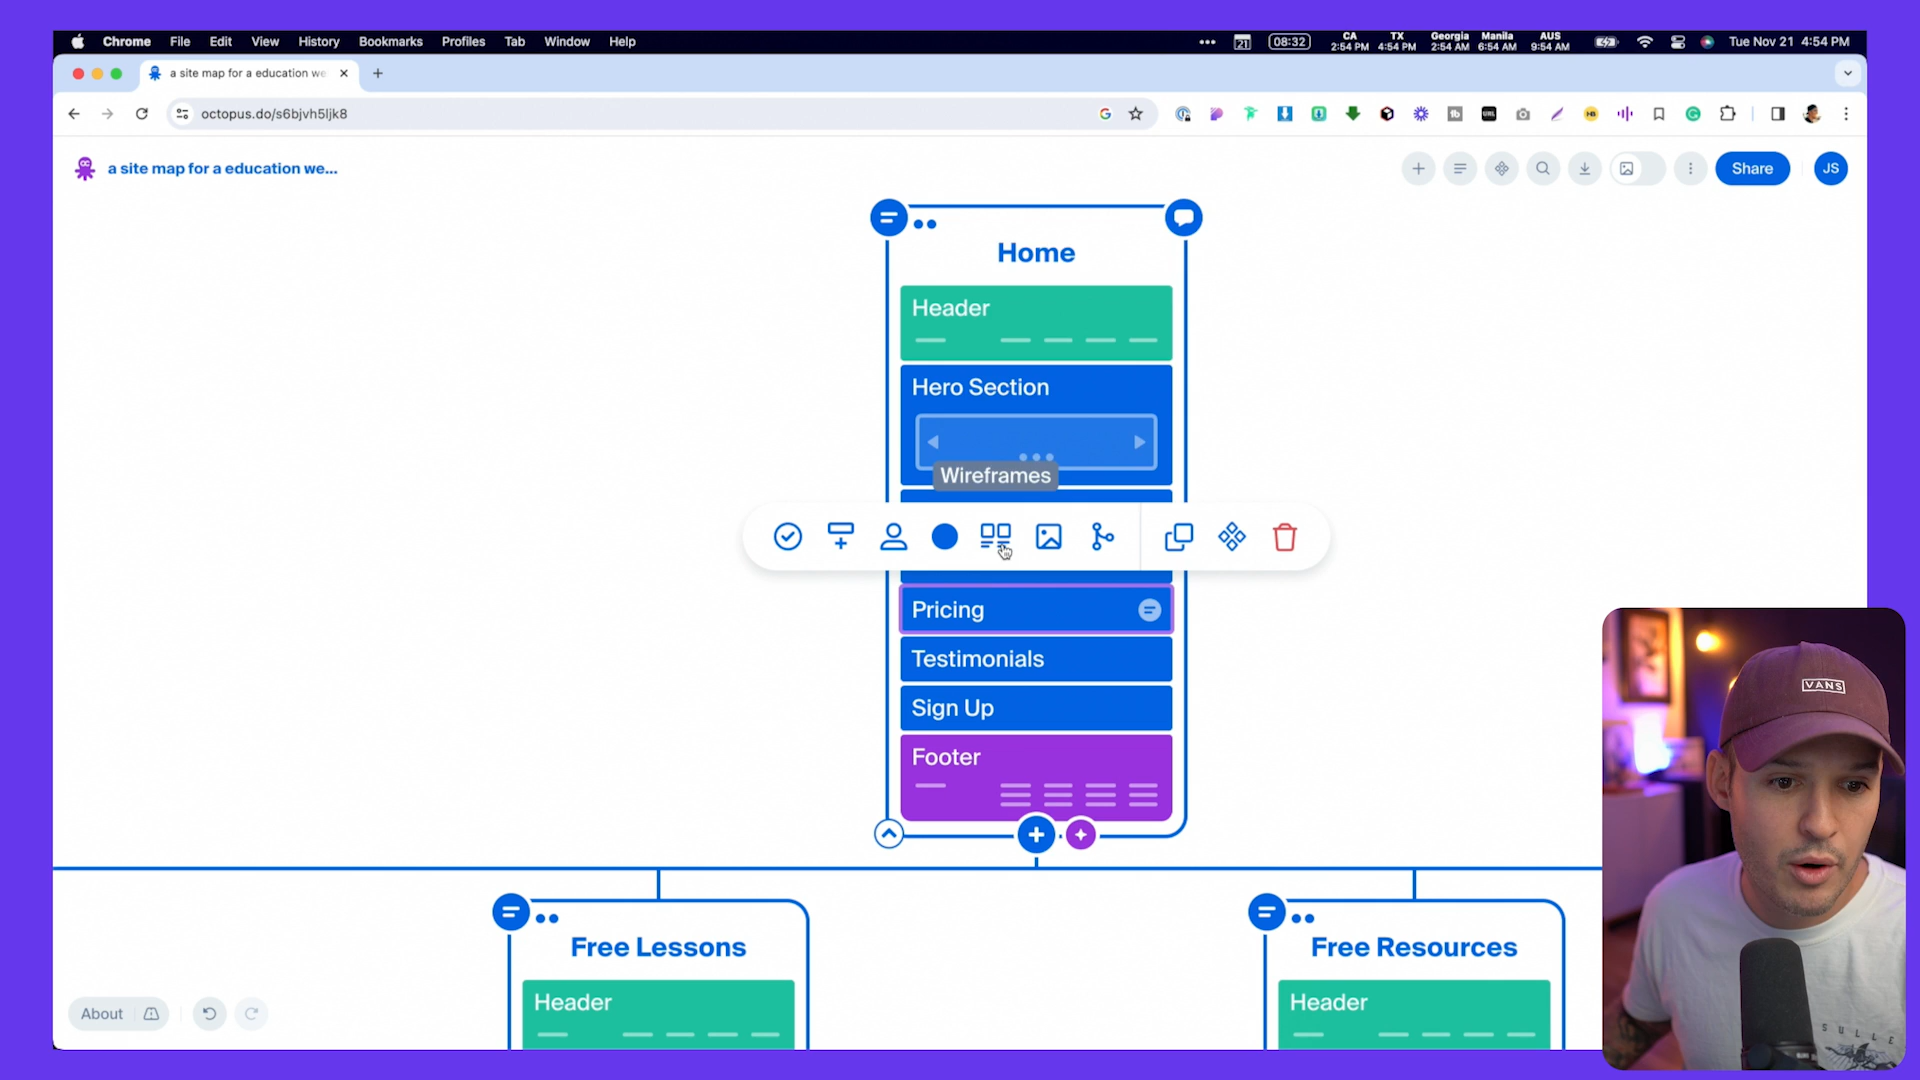 Chrome File Edit View History Bookmarks Profiles Tab Window Help
21 08:32 CA TX Georgia Manila AUS Tue Nov 21 4:54 PM
2:54 PM 4:54 PM 2:54 AM 6:54 AM 9:54 AM
a site map for a education we
octopus.do/s6bjvh5ljk8
a site map for a education we...
Share
JS
Home
Header
Hero Section
Wireframes
Pricing
Testimonials
Sign Up
Footer
VANS
Free Lessons
Free Resources
Header
Header
About
SULLE